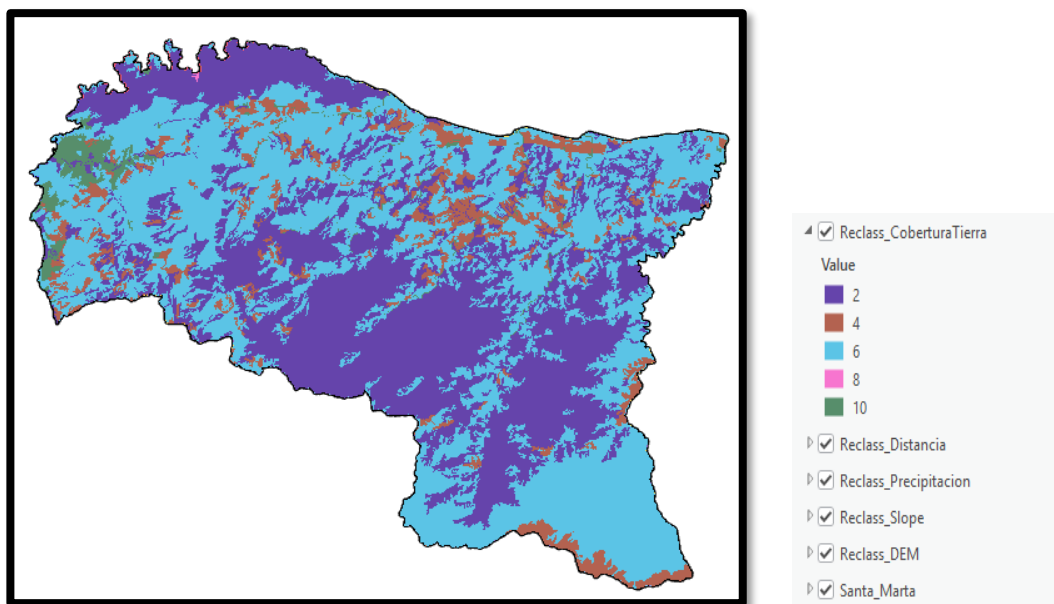 Reclass_CoberturaTierra
Value
2
4
6
8
10
Reclass_Distancia
Reclass_Precipitacion
Reclass_Slope
Reclass_DEM
Santa_Marta